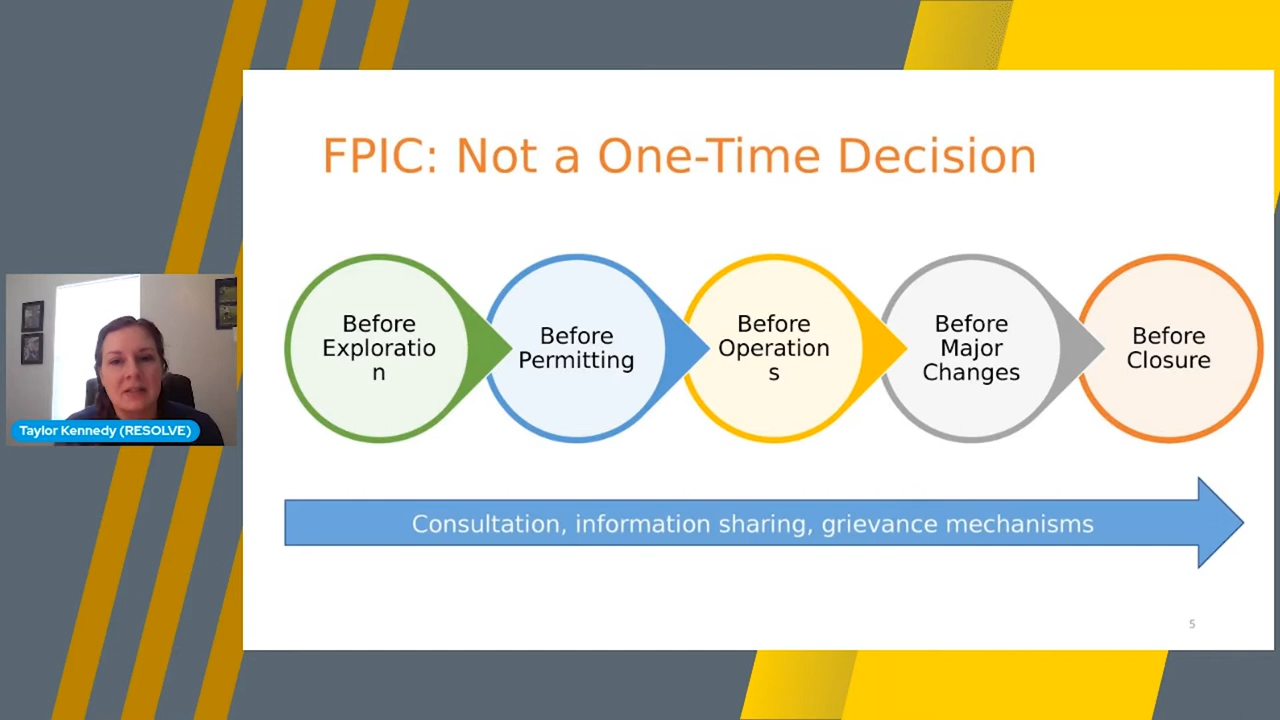 FPIC: Not a One-Time Decision
Before
Exploratio
n
Before
Permitting
Before
Operation
s
Before
Major
Changes
Before
Closure
Consultation, information sharing, grievance mechanisms
5
Taylor Kennedy (RESOLVE)